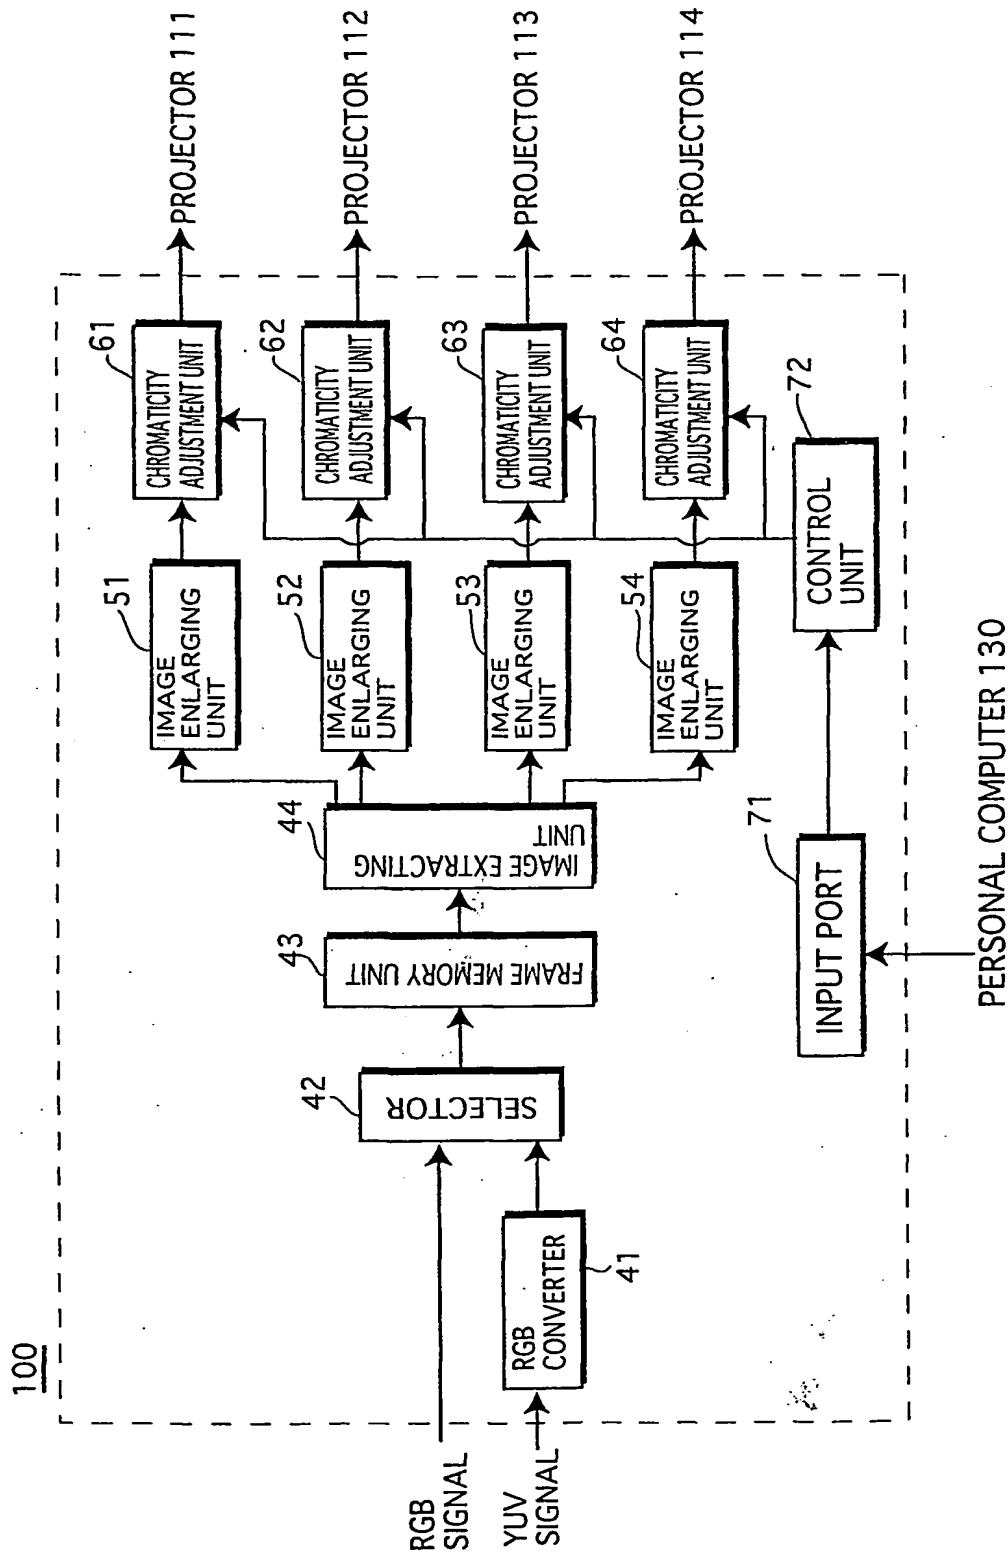 100
RGB
SIGNAL
YUV
SIGNAL
RGB
CONVERTER
41
SELECTOR
42
FRAME MEMORY UNIT
43
IMAGE EXTRACTING
UNIT
44
IMAGE
ENLARGING
UNIT
51
IMAGE
ENLARGING
UNIT
52
IMAGE
ENLARGING
UNIT
53
IMAGE
ENLARGING
UNIT
54
CHROMATICITY
ADJUSTMENT UNIT
61
CHROMATICITY
ADJUSTMENT UNIT
62
CHROMATICITY
ADJUSTMENT UNIT
63
CHROMATICITY
ADJUSTMENT UNIT
64
PROJECTOR 111
PROJECTOR 112
PROJECTOR 113
PROJECTOR 114
INPUT PORT
71
CONTROL
UNIT
72
PERSONAL COMPUTER 130